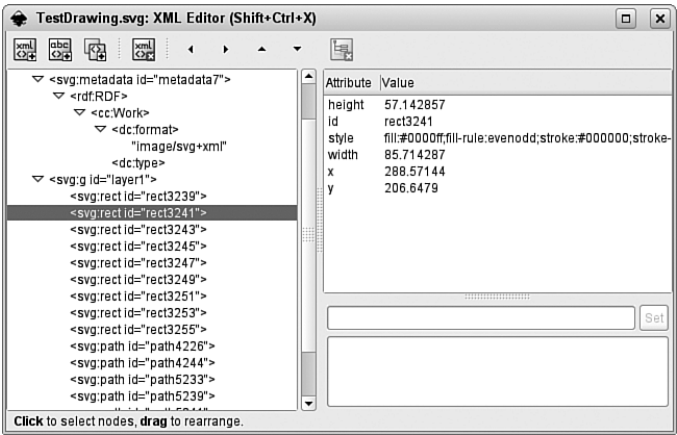 TestDrawing.svg: XML Editor (Shift+Ctrl+X)
xml abc xml
<svg:metadata id="metadata7">
<rdf:RDF>
<cc:Work>
<dc:format>
"image/svg+xml"
<dc:type>
<svg:g id="layer1">
<svg:rect id="rect3239">
<svg:rect id="rect3241">
<svg:rect id="rect3243">
<svg:rect id="rect3245">
<svg:rect id="rect3247">
<svg:rect id="rect3249">
<svg:rect id="rect3251">
<svg:rect id="rect3253">
<svg:rect id="rect3255">
<svg:path id="path4226">
<svg:path id="path4244">
<svg:path id="path5233">
<svg:path id="path5239">
Attribute Value
height 57.142857
id rect3241
style fill:#0000ff;fill-rule:evenodd;stroke:#000000;stroke-
width 85.714287
x 288.57144
y 206.6479
Set
Click to select nodes, drag to rearrange.